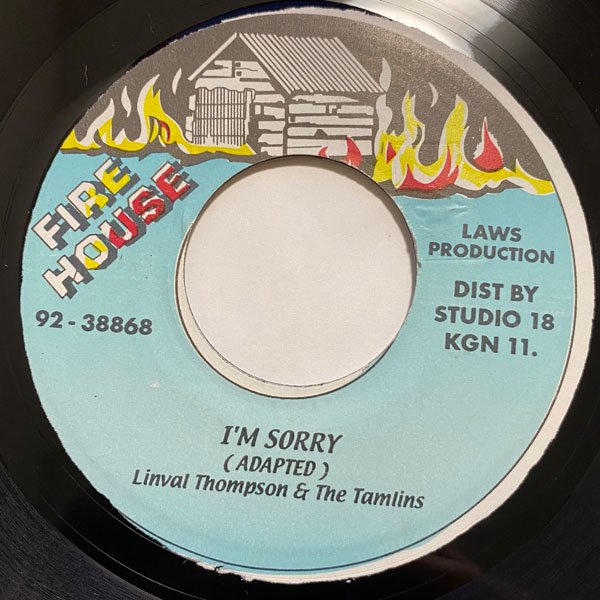 FIRE
HOUSE
92-38868
LAWS
PRODUCTION
DIST BY
STUDIO 18
KGN 11.
I'M SORRY
( ADAPTED )
Linval Thompson & The Tamlins